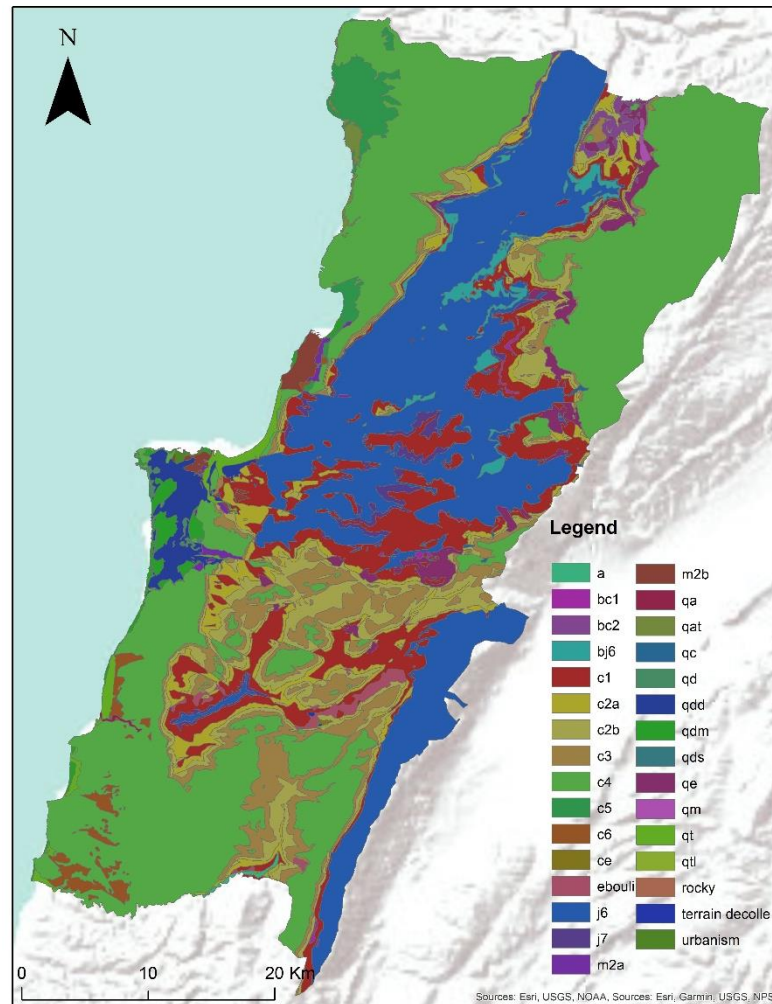 N
Legend
a
bc1
bc2
bj6
c1
c2a
c2b
c3
c4
c5
c6
ce
ebouli
j6
j7
m2a
m2b
qa
qat
qc
qd
qdd
qdm
qds
qe
qm
qt
qtl
rocky
terrain decolle
urbanism
0 10 20 Km
Sources: Esri, USGS, NOAA, Sources: Esri, Garmin, USGS, NPS